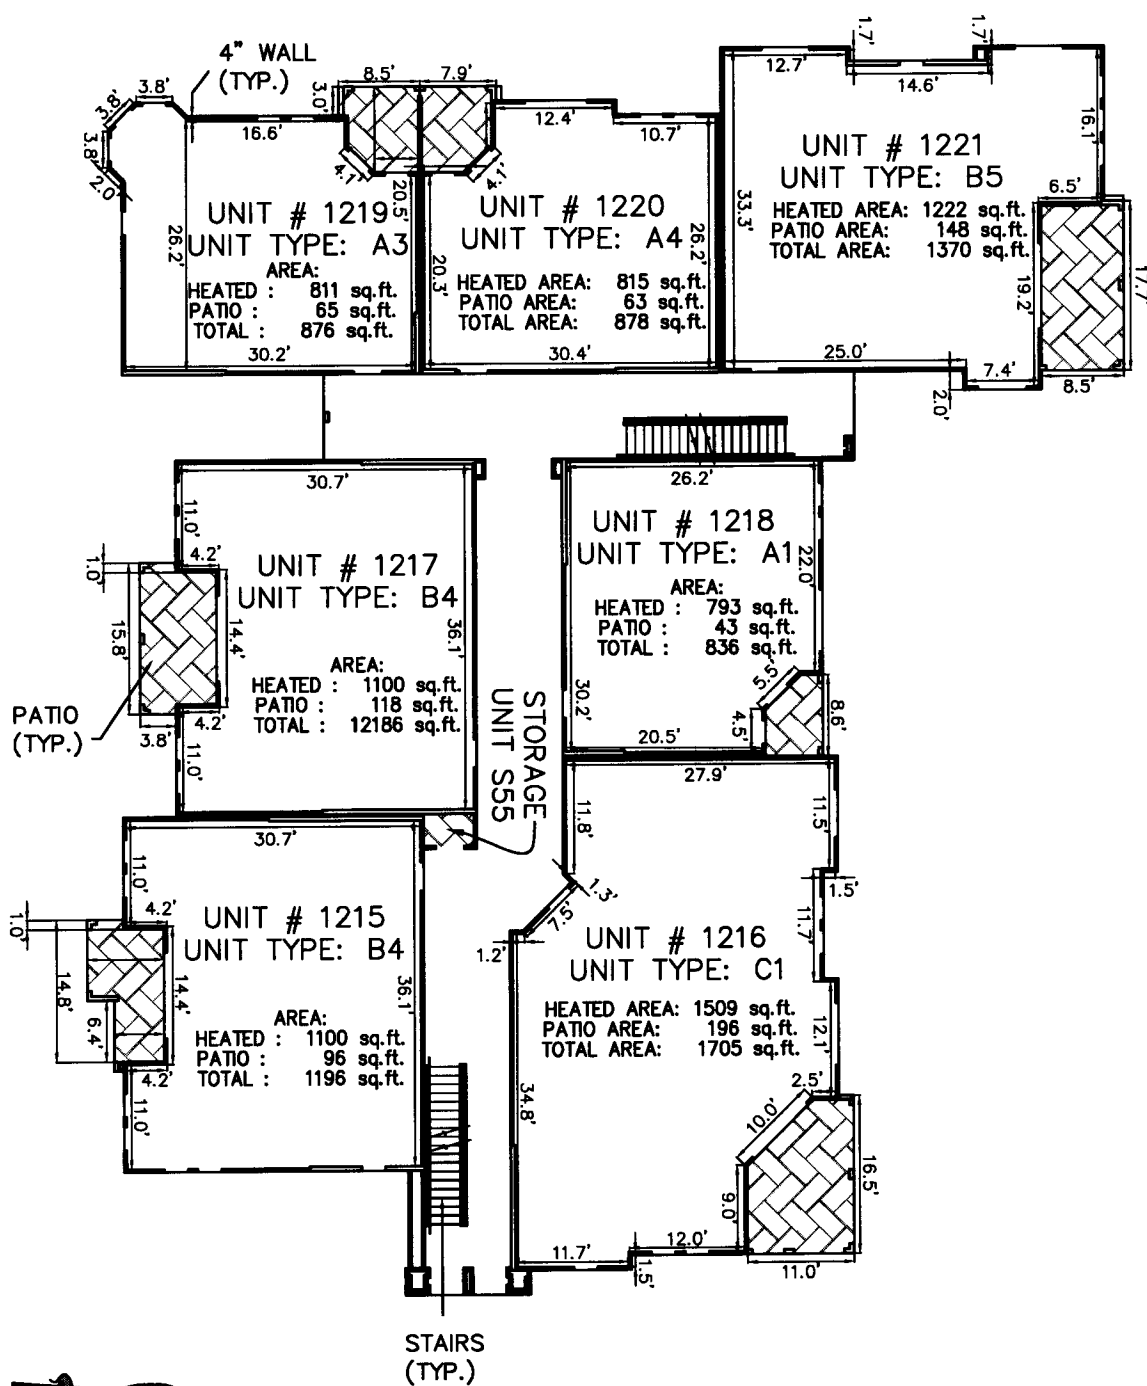 4" WALL
(TYP.)
3.8'
3.8'
3.8'
2.0'
16.6'
3.0'
8.5'
7.9'
4.1'
4.1'
20.5'
26.2'
UNIT # 1219
UNIT TYPE: A3
AREA:
HEATED : 811 sq.ft.
PATIO : 65 sq.ft.
TOTAL : 876 sq.ft.
30.2'
12.4'
10.7'
UNIT # 1220
UNIT TYPE: A4
26.2'
20.3'
HEATED AREA: 815 sq.ft.
PATIO AREA: 63 sq.ft.
TOTAL AREA: 878 sq.ft.
30.4'
1.7'
1.7'
12.7'
14.6'
16.1'
33.3'
UNIT # 1221
UNIT TYPE: B5
6.5'
HEATED AREA: 1222 sq.ft.
PATIO AREA: 148 sq.ft.
TOTAL AREA: 1370 sq.ft.
19.2'
17.7'
25.0'
7.4'
2.0'
8.5'
30.7'
11.0'
4.2'
1.0'
UNIT # 1217
UNIT TYPE: B4
15.8'
14.4'
36.1'
AREA:
HEATED : 1100 sq.ft.
PATIO : 118 sq.ft.
TOTAL : 12186 sq.ft.
4.2'
3.8'
11.0'
PATIO
(TYP.)
STORAGE
UNIT S55
26.2'
UNIT # 1218
UNIT TYPE: A1
22.0'
AREA:
HEATED : 793 sq.ft.
PATIO : 43 sq.ft.
TOTAL : 836 sq.ft.
30.2'
5.5'
4.5'
8.6'
20.5'
30.7'
11.0'
4.2'
1.0'
UNIT # 1215
UNIT TYPE: B4
14.8'
14.4'
6.4'
36.1'
AREA:
HEATED : 1100 sq.ft.
PATIO : 96 sq.ft.
TOTAL : 1196 sq.ft.
4.2'
11.0'
27.9'
11.8'
11.5'
1.3'
7.5'
1.5'
11.7'
1.2'
UNIT # 1216
UNIT TYPE: C1
HEATED AREA: 1509 sq.ft.
PATIO AREA: 196 sq.ft.
TOTAL AREA: 1705 sq.ft.
12.1'
34.8'
2.5'
10.0'
16.5'
9.0'
11.7'
12.0'
1.5'
11.0'
STAIRS
(TYP.)